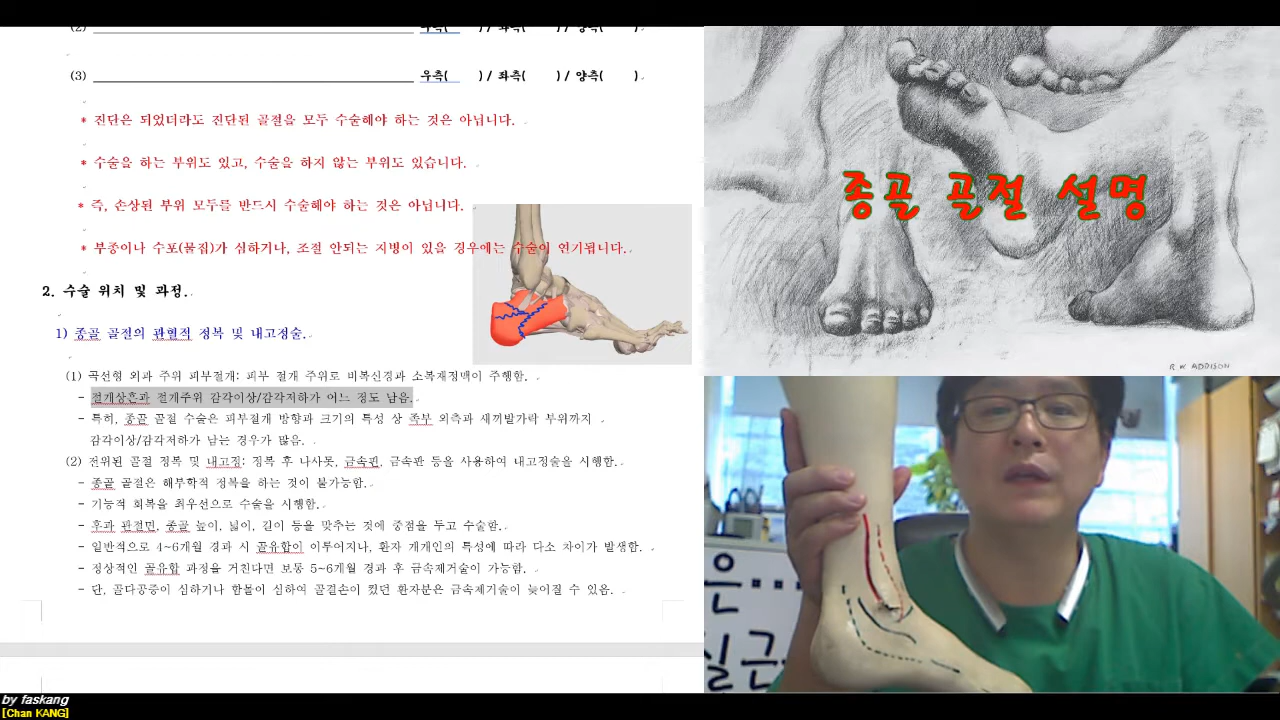 (2) 우측( ) / 좌측( ) / 양측( )
(3) 우측( ) / 좌측( ) / 양측( )
* 진단은 되었더라도 진단된 골절을 모두 수술해야 하는 것은 아닙니다.
* 수술을 하는 부위도 있고, 수술을 하지 않는 부위도 있습니다.
* 즉, 손상된 부위 모두를 반드시 수술해야 하는 것은 아닙니다.
* 부종이나 수포(물집)가 심하거나, 조절 안되는 지병이 있을 경우에는 수술이 연기됩니다.
2. 수술 위치 및 과정.
1) 종골 골절의 관혈적 정복 및 내고정술.
(1) 곡선형 외과 주위 피부절개: 피부 절개 주위로 비복신경과 소복재정맥이 주행함.
- 절개상흔과 절개주위 감각이상/감각저하가 어느 정도 남음.
- 특히, 종골 골절 수술은 피부절개 방향과 크기의 특성 상 족부 외측과 새끼발가락 부위까지
감각이상/감각저하가 남는 경우가 많음.
(2) 전위된 골절 정복 및 내고정: 정복 후 나사못, 금속핀, 금속판 등을 사용하여 내고정술을 시행함.
- 종골 골절은 해부학적 정복을 하는 것이 불가능함.
- 기능적 회복을 최우선으로 수술을 시행함.
- 후과 관절면, 종골 높이, 넓이, 길이 등을 맞추는 것에 중점을 두고 수술함.
- 일반적으로 4~6개월 경과 시 골유합이 이루어지나, 환자 개개인의 특성에 따라 다소 차이가 발생함.
- 정상적인 골유합 과정을 거친다면 보통 5~6개월 경과 후 금속제거술이 가능함.
- 단, 골다공증이 심하거나 함몰이 심하여 골결손이 컸던 환자분은 금속제거술이 늦어질 수 있음.
종골 골절 설명
R W ADDISON
은...
실근
by faskang
[Chan KANG]